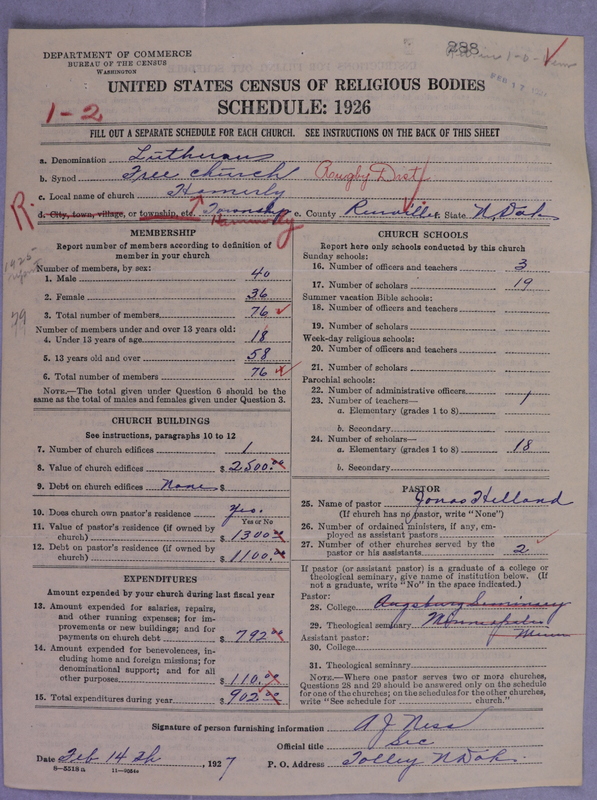 288
DEPARTMENT OF COMMERCE
BUREAU OF THE CENSUS
WASHINGTON
UNITED STATES CENSUS OF RELIGIOUS BODIES
SCHEDULE: 1926
1-2
FILL OUT A SEPARATE SCHEDULE FOR EACH CHURCH. SEE INSTRUCTIONS ON THE BACK OF THIS SHEET
a. Denomination Lutheran
b. Synod Free Church Rugby Dist
c. Local name of church Hamerly
R. d. City, town, village, or township, etc. Township e. County Renville f. State N. Dak
Hamerly
MEMBERSHIP
Report number of members according to definition of
member in your church
Number of members, by sex:
1. Male 40
2. Female 36
3. Total number of members 76
Number of members under and over 13 years old:
4. Under 13 years of age 18
5. 13 years old and over 58
6. Total number of members 76
NOTE.—The total given under Question 6 should be
same as the total of males and females given under Question 3.
CHURCH BUILDINGS
See instructions, paragraphs 10 to 12
7. Number of church edifices 1
8. Value of church edifices $ 2500.00
9. Debt on church edifices None $
10. Does church own pastor's residence? Yes.
Yes or No
11. Value of pastor's residence (if owned by
church) $ 1300.00
12. Debt on pastor's residence (if owned by
church) $ 1100.00
EXPENDITURES
Amount expended by your church during last fiscal year
13. Amount expended for salaries, repairs,
and other running expenses; for im-
provements or new buildings; and for
payments on church debt $ 792.00
14. Amount expended for benevolences, in-
cluding home and foreign missions; for
denominational support; and for all
other purposes $ 110.00
15. Total expenditures during year $ 902.00
CHURCH SCHOOLS
Report here only schools conducted by this church
Sunday schools:
16. Number of officers and teachers 3
17. Number of scholars 19
Summer vacation Bible schools:
18. Number of officers and teachers
19. Number of scholars
Week-day religious schools:
20. Number of officers and teachers
21. Number of scholars
Parochial schools:
22. Number of administrative officers
23. Number of teachers—
a. Elementary (grades 1 to 8) 1
b. Secondary
24. Number of scholars—
a. Elementary (grades 1 to 8) 18
b. Secondary
PASTOR
25. Name of pastor Jonas Helland
(If church has no pastor, write "None")
26. Number of ordained ministers, if any, em-
ployed as assistant pastors
27. Number of other churches served by the
pastor or his assistants 2
If pastor (or assistant pastor) is a graduate of a college or
theological seminary, give name of institution below. (If
not a graduate, write "No" in the space indicated.)
Pastor:
28. College Augsburg Seminary
29. Theological seminary Minneapolis
Minn
Assistant pastor:
30. College
31. Theological seminary
NOTE.—Where one pastor serves two or more churches,
Questions 28 and 29 should be answered only on the schedule
for one of the churches; on the schedules for the other churches,
write "See schedule for church."
Signature of person furnishing information A J Ness
Official title Sec
Date Feb 14 th, 1927 P. O. Address Tolley N Dak.
8-5518a 11-9084